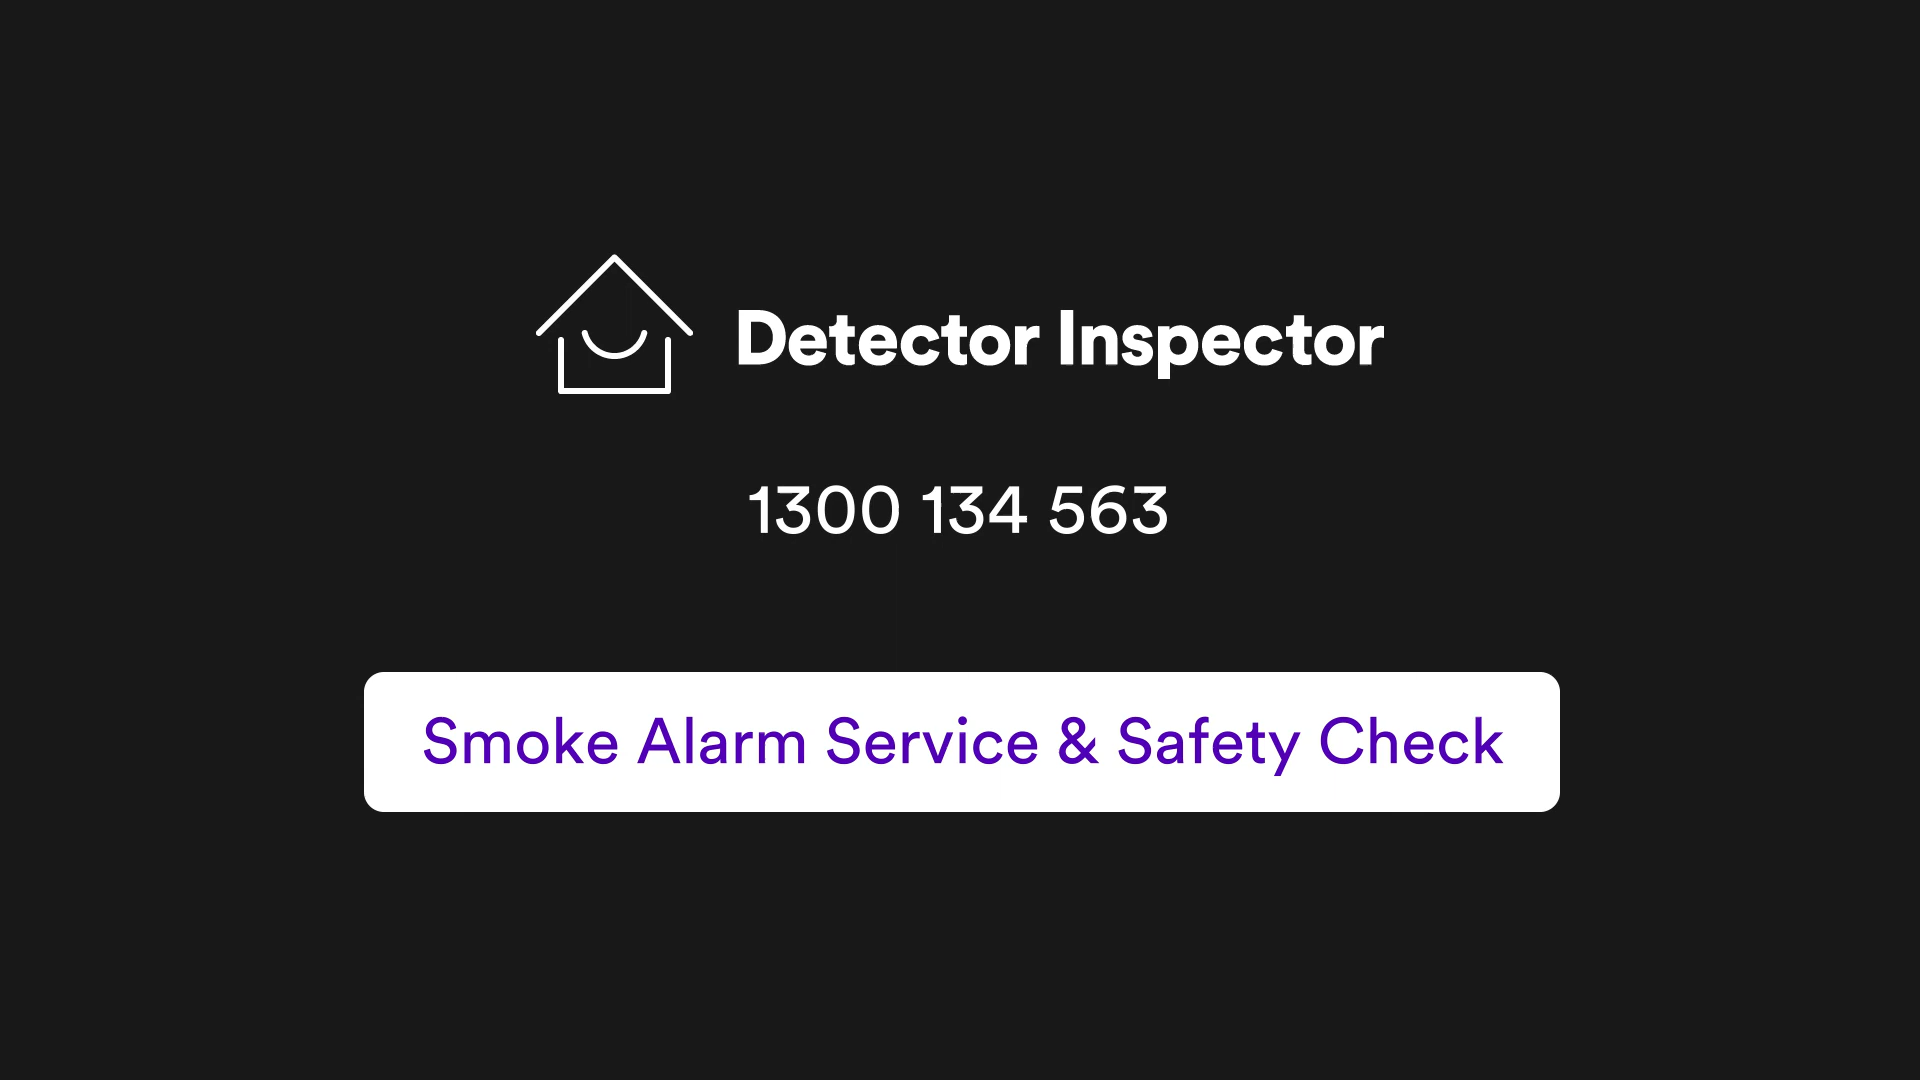 Detector Inspector
1300 134 563
Smoke Alarm Service & Safety Check